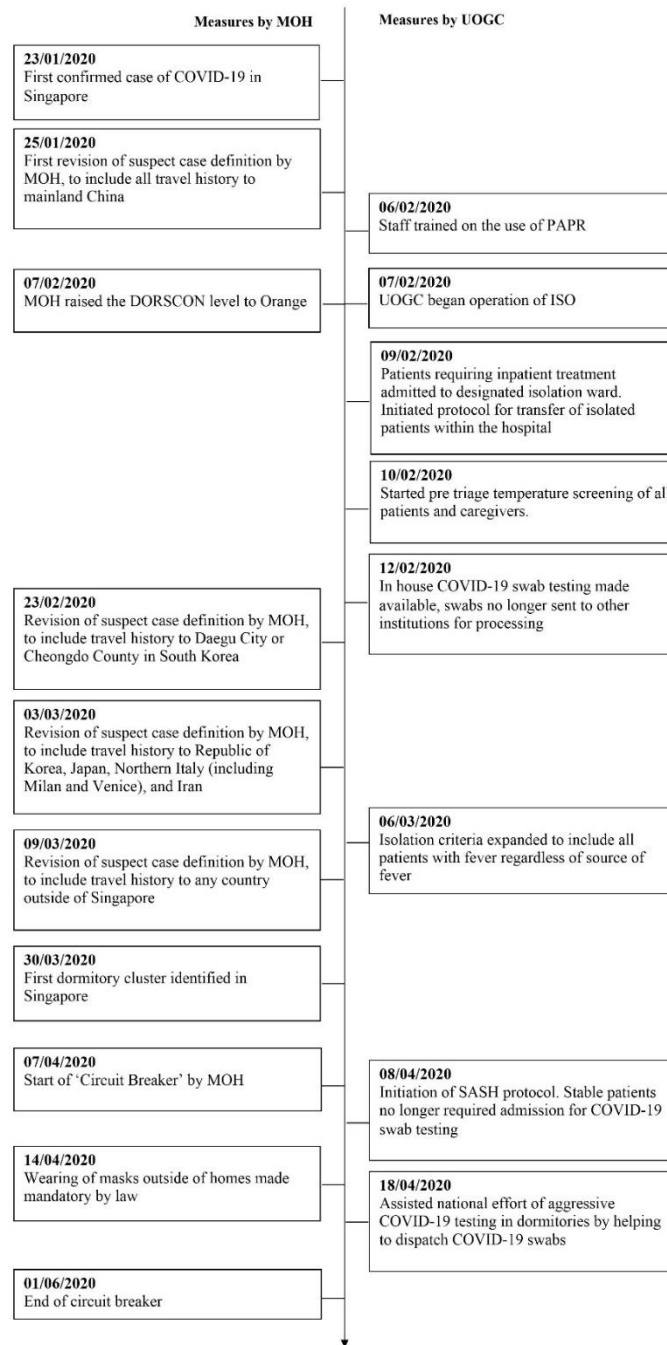 Measures by MOH
Measures by UOGC
23/01/2020
First confirmed case of COVID-19 in
Singapore
25/01/2020
First revision of suspect case definition by
MOH, to include all travel history to
mainland China
06/02/2020
Staff trained on the use of PAPR
07/02/2020
MOH raised the DORSCON level to Orange
07/02/2020
UOGC began operation of ISO
09/02/2020
Patients requiring inpatient treatment
admitted to designated isolation ward.
Initiated protocol for transfer of isolated
patients within the hospital
10/02/2020
Started pre triage temperature screening of all
patients and caregivers.
12/02/2020
In house COVID-19 swab testing made
available, swabs no longer sent to other
institutions for processing
23/02/2020
Revision of suspect case definition by MOH,
to include travel history to Daegu City or
Cheongdo County in South Korea
03/03/2020
Revision of suspect case definition by MOH,
to include travel history to Republic of
Korea, Japan, Northern Italy (including
Milan and Venice), and Iran
06/03/2020
Isolation criteria expanded to include all
patients with fever regardless of source of
fever
09/03/2020
Revision of suspect case definition by MOH,
to include travel history to any country
outside of Singapore
30/03/2020
First dormitory cluster identified in
Singapore
07/04/2020
Start of ‘Circuit Breaker’ by MOH
08/04/2020
Initiation of SASH protocol. Stable patients
no longer required admission for COVID-19
swab testing
14/04/2020
Wearing of masks outside of homes made
mandatory by law
18/04/2020
Assisted national effort of aggressive
COVID-19 testing in dormitories by helping
to dispatch COVID-19 swabs
01/06/2020
End of circuit breaker